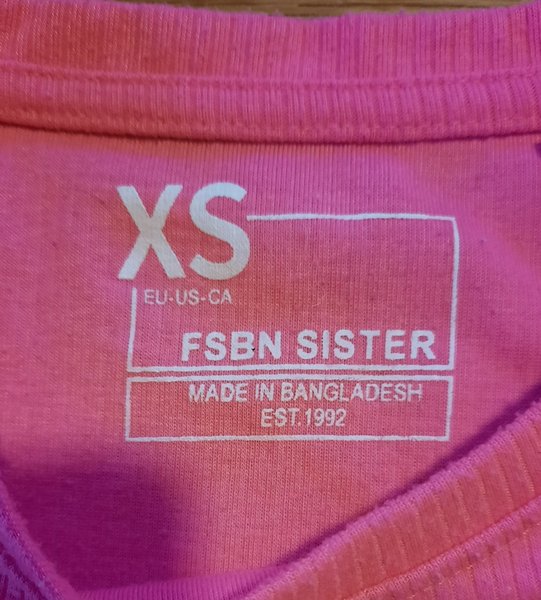 XS
EU-US-CA
FSBN SISTER
MADE IN BANGLADESH
EST.1992